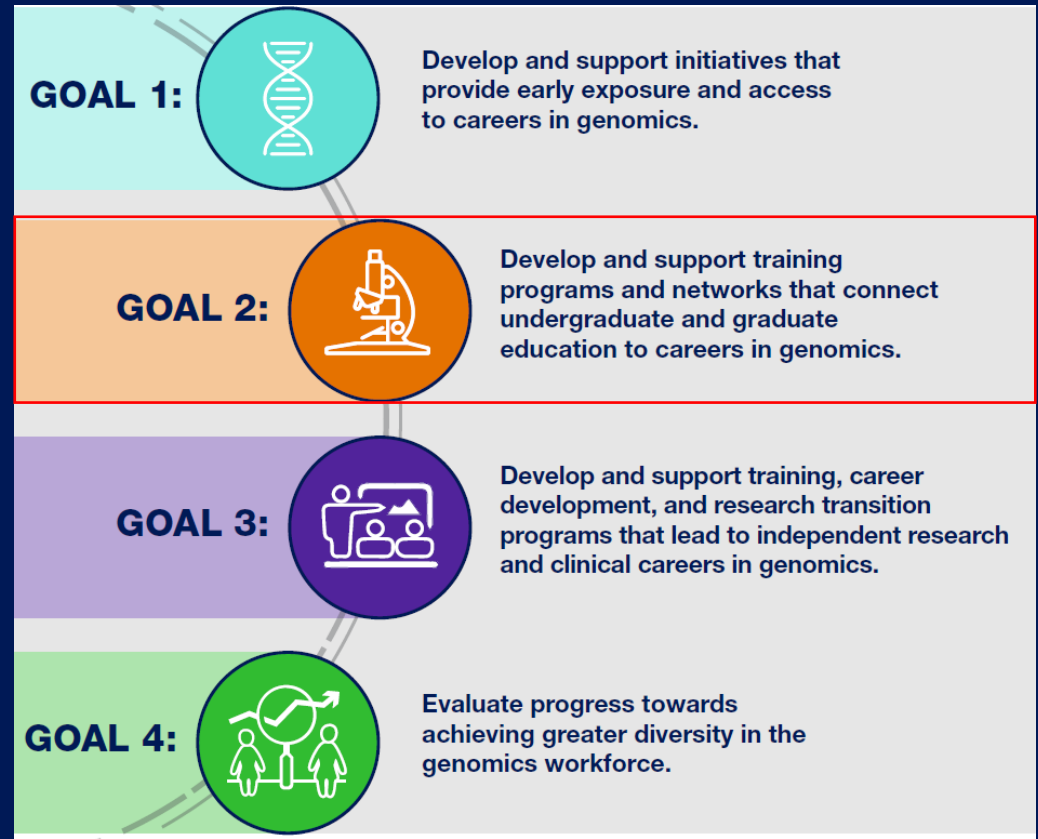 GOAL 1:
Develop and support initiatives that
provide early exposure and access
to careers in genomics.
GOAL 2:
Develop and support training
programs and networks that connect
undergraduate and graduate
education to careers in genomics.
GOAL 3:
Develop and support training, career
development, and research transition
programs that lead to independent research
and clinical careers in genomics.
GOAL 4:
Evaluate progress towards
achieving greater diversity in the
genomics workforce.